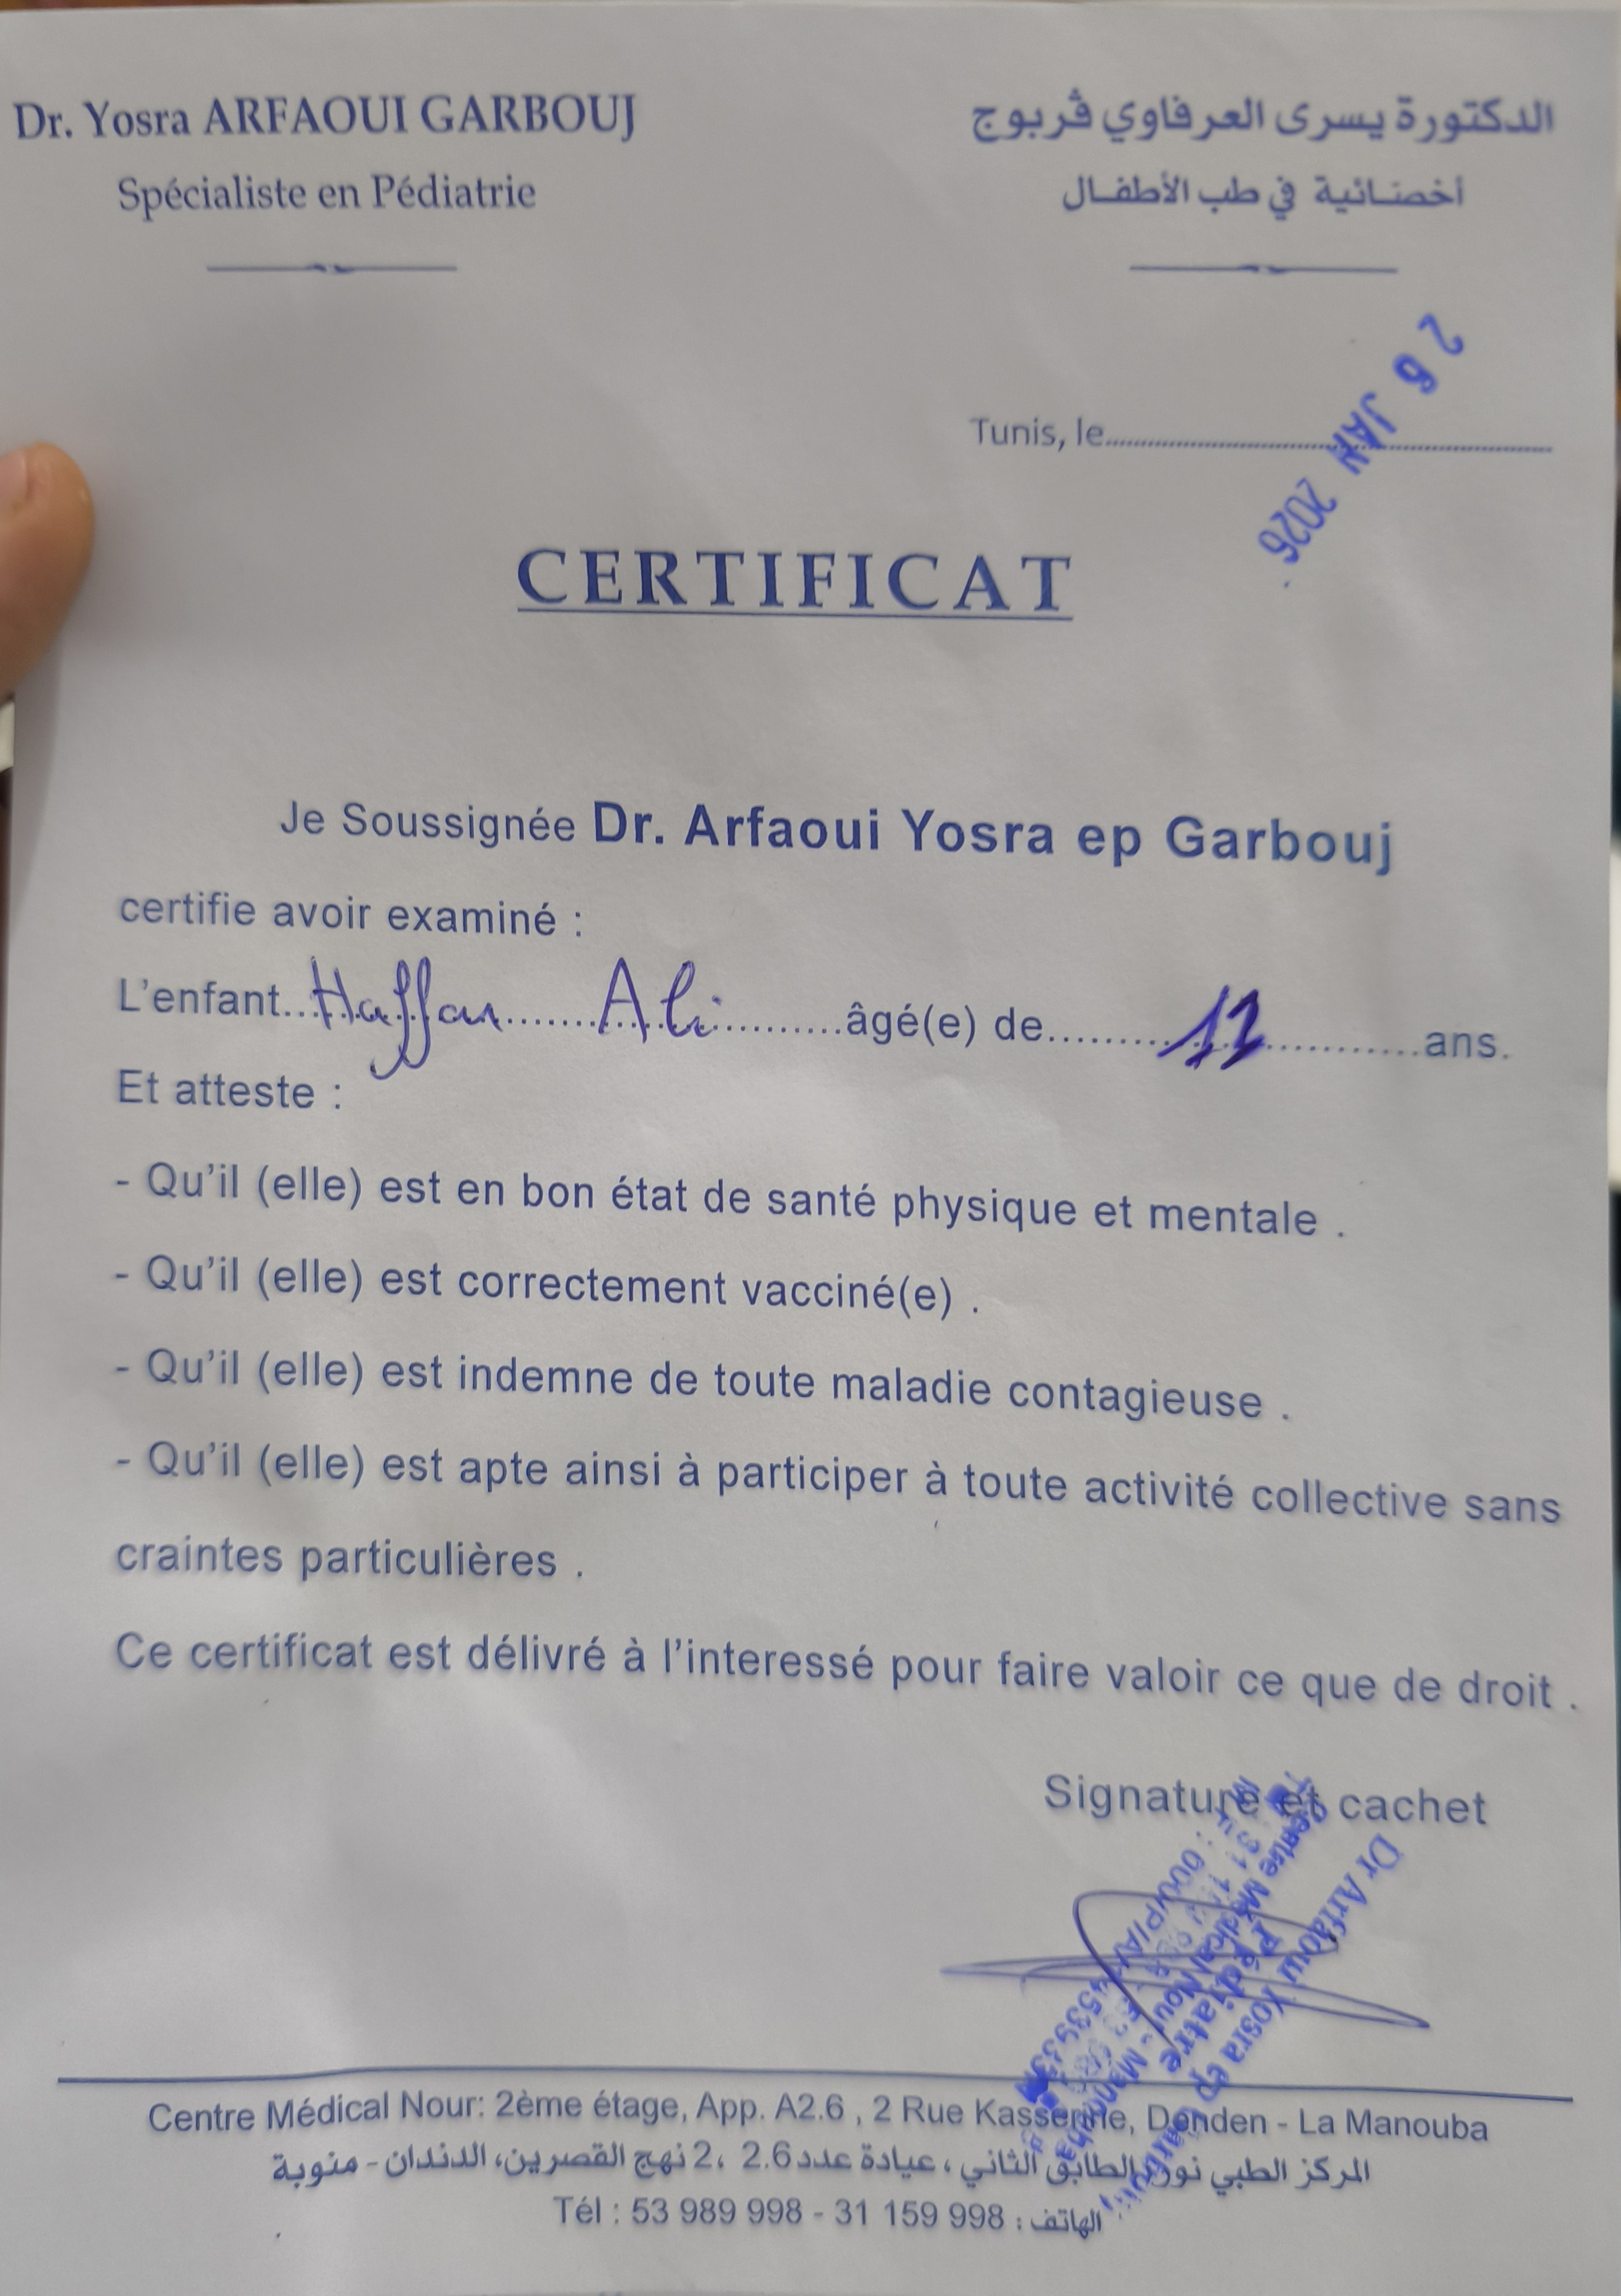 Dr. Yosra ARFAOUI GARBOUJ
Spécialiste en Pédiatrie
الدكتورة يسرى العرفاوي ڨربوج
أخصائية في طب الأطفال
26 JAN 2026
Tunis, le
CERTIFICAT
Je Soussignée Dr. Arfaoui Yosra ep Garbouj
certifie avoir examiné :
L'enfant Haffar Ali âgé(e) de 11 ans.
Et atteste :
- Qu'il (elle) est en bon état de santé physique et mentale .
- Qu'il (elle) est correctement vacciné(e) .
- Qu'il (elle) est indemne de toute maladie contagieuse .
- Qu'il (elle) est apte ainsi à participer à toute activité collective sans
craintes particulières .
Ce certificat est délivré à l'interessé pour faire valoir ce que de droit .
Signature et cachet
Dr Arfaoui Yosra ep Garbouj
Pédiatre
Centre Médical Nour - Manouba
Centre Médical Nour: 2ème étage, App. A2.6 , 2 Rue Kasserine, Denden - La Manouba
المركز الطبي نور، الطابق الثاني ، عيادة عدد 2.6 ،2 نهج القصرين، الدندان - منوبة
Tél : 53 989 998 - 31 159 998 : الهاتف